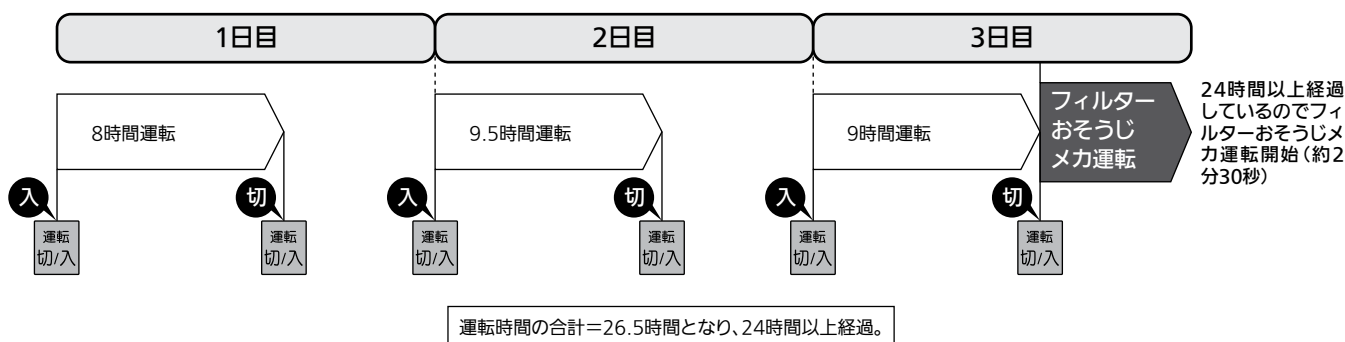 1日目
2日目
3日目
8時間運転
9.5時間運転
9時間運転
フィルター
おそうじ
メカ運転
24時間以上経過
しているのでフィ
ルターおそうじメ
カ運転開始(約2
分30秒)
入
切
入
切
入
切
運転
切/入
運転
切/入
運転
切/入
運転
切/入
運転
切/入
運転
切/入
運転時間の合計=26.5時間となり、24時間以上経過。